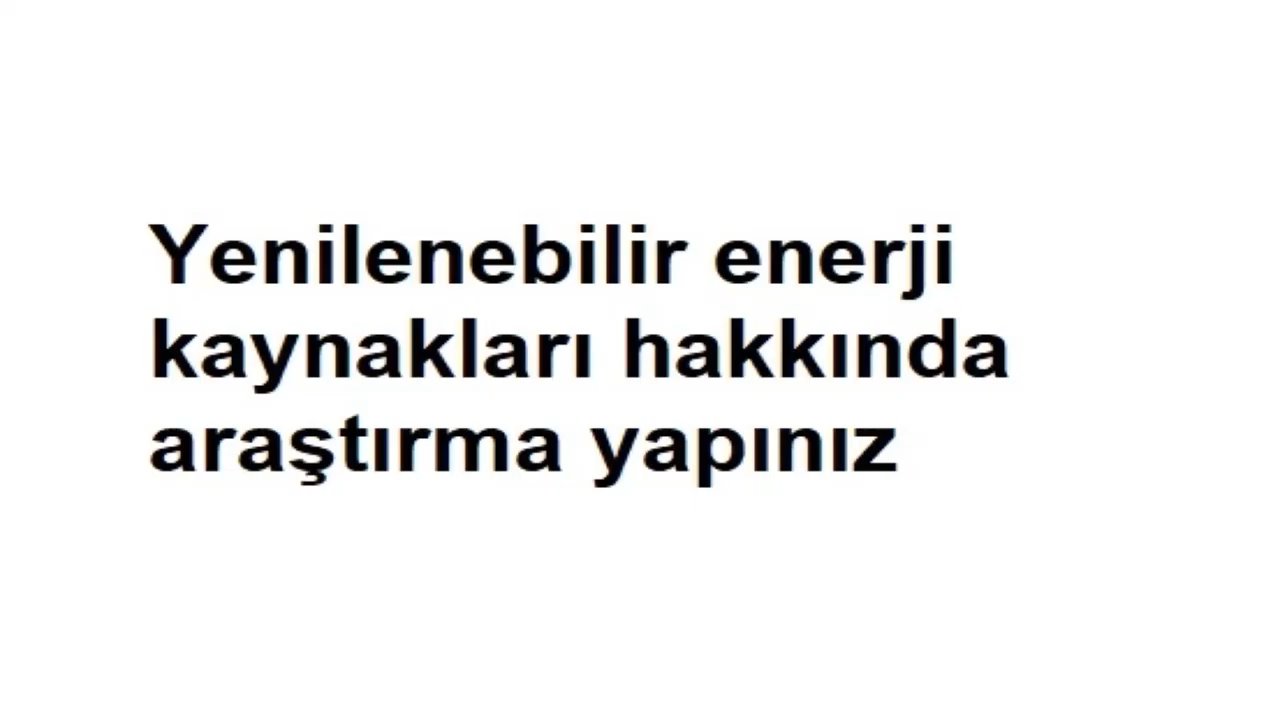 Yenilenebilir enerji
kaynakları hakkında
araştırma yapınız